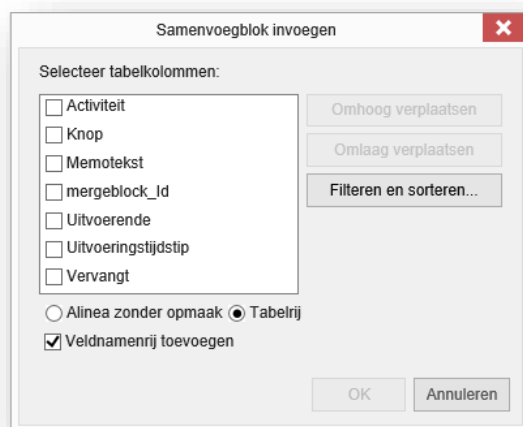 Samenvoegblok invoegen
Selecteer tabelkolommen:
Activiteit
Knop
Memotekst
mergeblock_Id
Uitvoerende
Uitvoeringstijdstip
Vervangt
Omhoog verplaatsen
Omlaag verplaatsen
Filteren en sorteren...
Alinea zonder opmaak Tabelrij
Veldnamenrij toevoegen
OK Annuleren